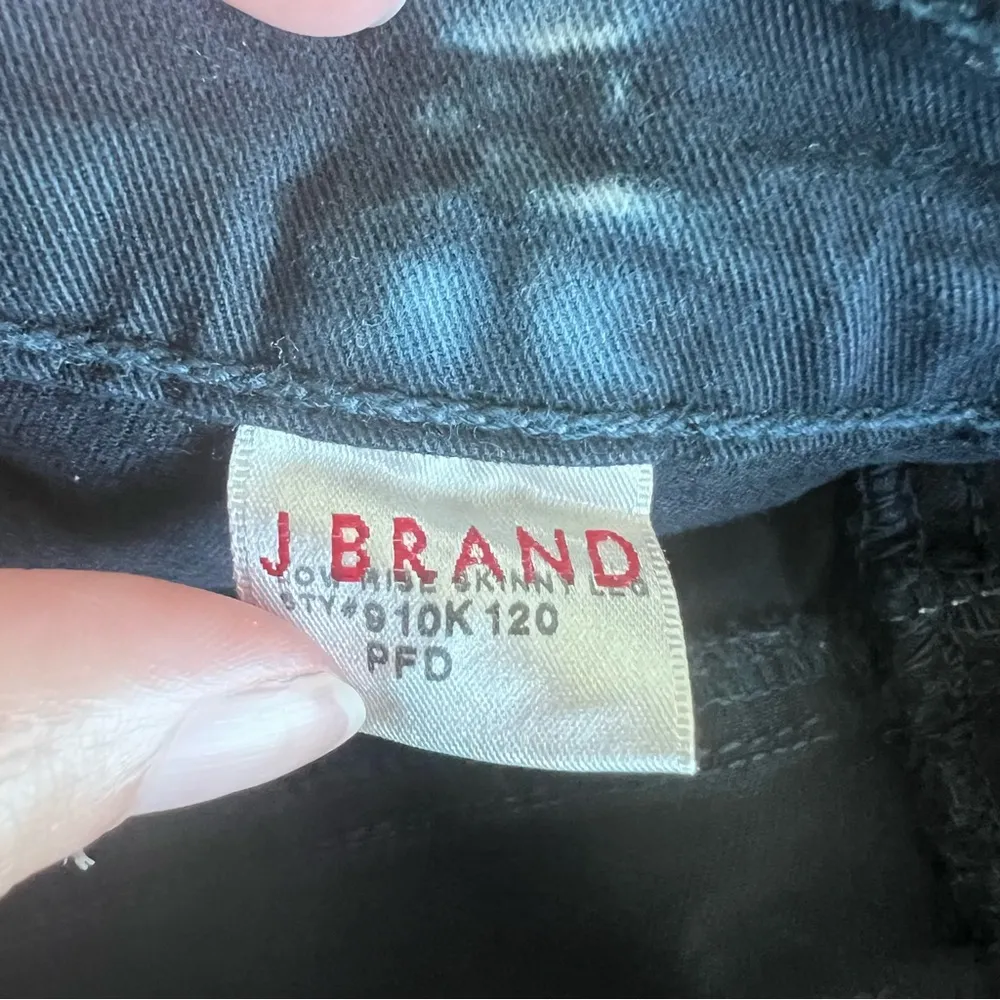 J BRAND
LOW RISE SKINNY LEG
STY# 910K120
PFD